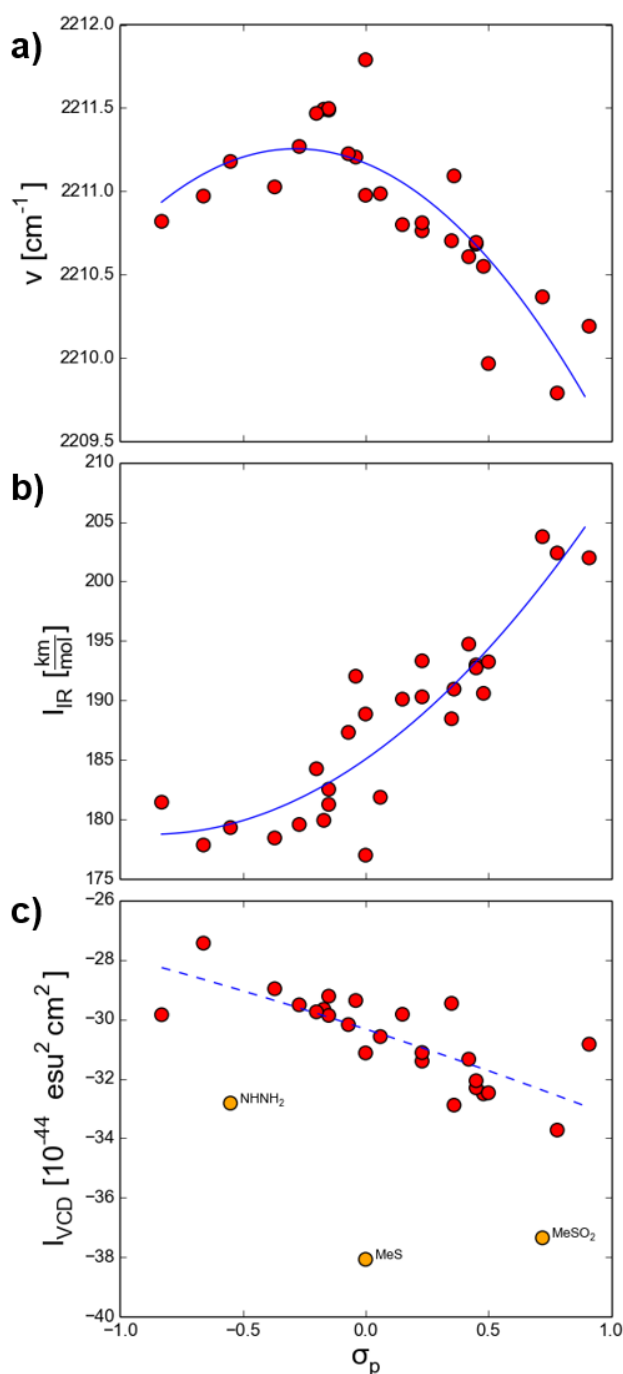 a)
2212.0
2211.5
2211.0
2210.5
2210.0
2209.5
ν [cm⁻¹]
b)
210
205
200
195
190
185
180
175
I_IR [km/mol]
c)
−26
−28
−30
−32
−34
−36
−38
−40
I_VCD [10⁻⁴⁴ esu² cm²]
NHNH₂
MeS
MeSO₂
−1.0 −0.5 0.0 0.5 1.0
σ_p